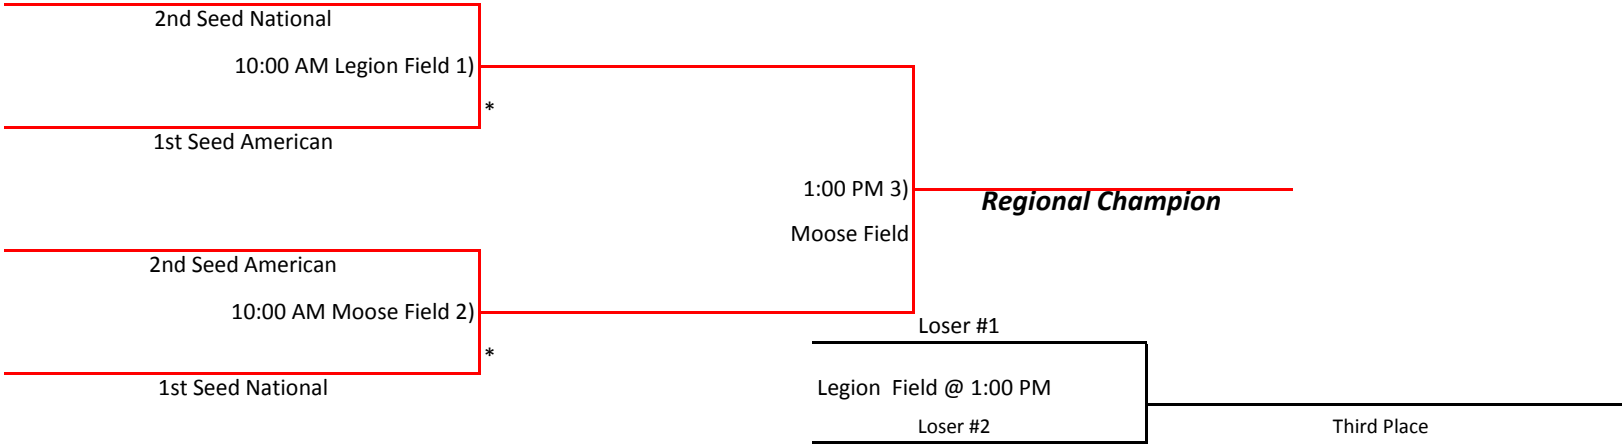 2nd Seed National
10:00 AM Legion Field 1)
*
1st Seed American
1:00 PM 3)
Regional Champion
Moose Field
2nd Seed American
10:00 AM Moose Field 2)
*
1st Seed National
Loser #1
Legion  Field @ 1:00 PM
Loser #2
Third Place